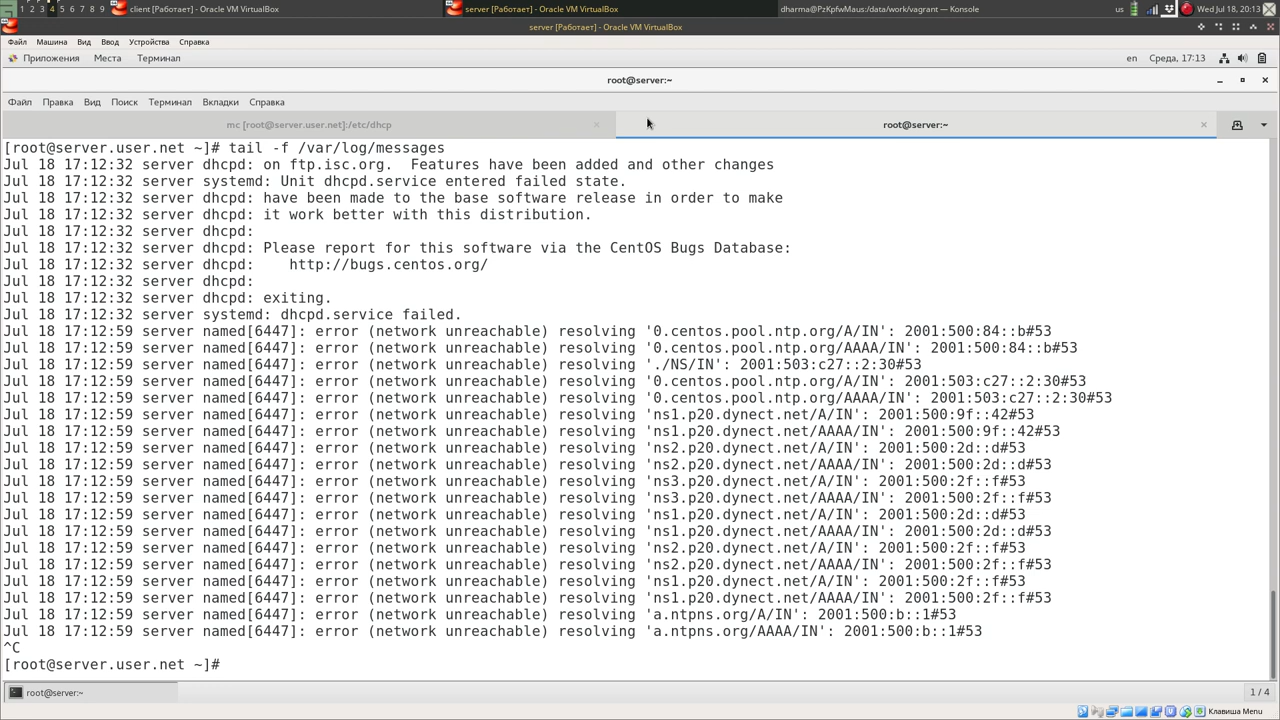 1 2 3 4 5 6 7 8 9 client [Работает] - Oracle VM VirtualBox server [Работает] - Oracle VM VirtualBox dharma@PzKpfwMaus:/data/work/vagrant — Konsole us Wed Jul 18, 20:13
server [Работает] - Oracle VM VirtualBox
Файл Машина Вид Ввод Устройства Справка
Приложения Места Терминал en Среда, 17:13
root@server:~
Файл Правка Вид Поиск Терминал Вкладки Справка
mc [root@server.user.net]:/etc/dhcp × root@server:~ ×
[root@server.user.net ~]# tail -f /var/log/messages
Jul 18 17:12:32 server dhcpd: on ftp.isc.org.  Features have been added and other changes
Jul 18 17:12:32 server systemd: Unit dhcpd.service entered failed state.
Jul 18 17:12:32 server dhcpd: have been made to the base software release in order to make
Jul 18 17:12:32 server dhcpd: it work better with this distribution.
Jul 18 17:12:32 server dhcpd:
Jul 18 17:12:32 server dhcpd: Please report for this software via the CentOS Bugs Database:
Jul 18 17:12:32 server dhcpd:    http://bugs.centos.org/
Jul 18 17:12:32 server dhcpd:
Jul 18 17:12:32 server dhcpd: exiting.
Jul 18 17:12:32 server systemd: dhcpd.service failed.
Jul 18 17:12:59 server named[6447]: error (network unreachable) resolving '0.centos.pool.ntp.org/A/IN': 2001:500:84::b#53
Jul 18 17:12:59 server named[6447]: error (network unreachable) resolving '0.centos.pool.ntp.org/AAAA/IN': 2001:500:84::b#53
Jul 18 17:12:59 server named[6447]: error (network unreachable) resolving './NS/IN': 2001:503:c27::2:30#53
Jul 18 17:12:59 server named[6447]: error (network unreachable) resolving '0.centos.pool.ntp.org/A/IN': 2001:503:c27::2:30#53
Jul 18 17:12:59 server named[6447]: error (network unreachable) resolving '0.centos.pool.ntp.org/AAAA/IN': 2001:503:c27::2:30#53
Jul 18 17:12:59 server named[6447]: error (network unreachable) resolving 'ns1.p20.dynect.net/A/IN': 2001:500:9f::42#53
Jul 18 17:12:59 server named[6447]: error (network unreachable) resolving 'ns1.p20.dynect.net/AAAA/IN': 2001:500:9f::42#53
Jul 18 17:12:59 server named[6447]: error (network unreachable) resolving 'ns2.p20.dynect.net/A/IN': 2001:500:2d::d#53
Jul 18 17:12:59 server named[6447]: error (network unreachable) resolving 'ns2.p20.dynect.net/AAAA/IN': 2001:500:2d::d#53
Jul 18 17:12:59 server named[6447]: error (network unreachable) resolving 'ns3.p20.dynect.net/A/IN': 2001:500:2f::f#53
Jul 18 17:12:59 server named[6447]: error (network unreachable) resolving 'ns3.p20.dynect.net/AAAA/IN': 2001:500:2f::f#53
Jul 18 17:12:59 server named[6447]: error (network unreachable) resolving 'ns1.p20.dynect.net/A/IN': 2001:500:2d::d#53
Jul 18 17:12:59 server named[6447]: error (network unreachable) resolving 'ns1.p20.dynect.net/AAAA/IN': 2001:500:2d::d#53
Jul 18 17:12:59 server named[6447]: error (network unreachable) resolving 'ns2.p20.dynect.net/A/IN': 2001:500:2f::f#53
Jul 18 17:12:59 server named[6447]: error (network unreachable) resolving 'ns2.p20.dynect.net/AAAA/IN': 2001:500:2f::f#53
Jul 18 17:12:59 server named[6447]: error (network unreachable) resolving 'ns1.p20.dynect.net/A/IN': 2001:500:2f::f#53
Jul 18 17:12:59 server named[6447]: error (network unreachable) resolving 'ns1.p20.dynect.net/AAAA/IN': 2001:500:2f::f#53
Jul 18 17:12:59 server named[6447]: error (network unreachable) resolving 'a.ntpns.org/A/IN': 2001:500:b::1#53
Jul 18 17:12:59 server named[6447]: error (network unreachable) resolving 'a.ntpns.org/AAAA/IN': 2001:500:b::1#53
^C
[root@server.user.net ~]#
root@server:~ 1 / 4
Клавиша Menu